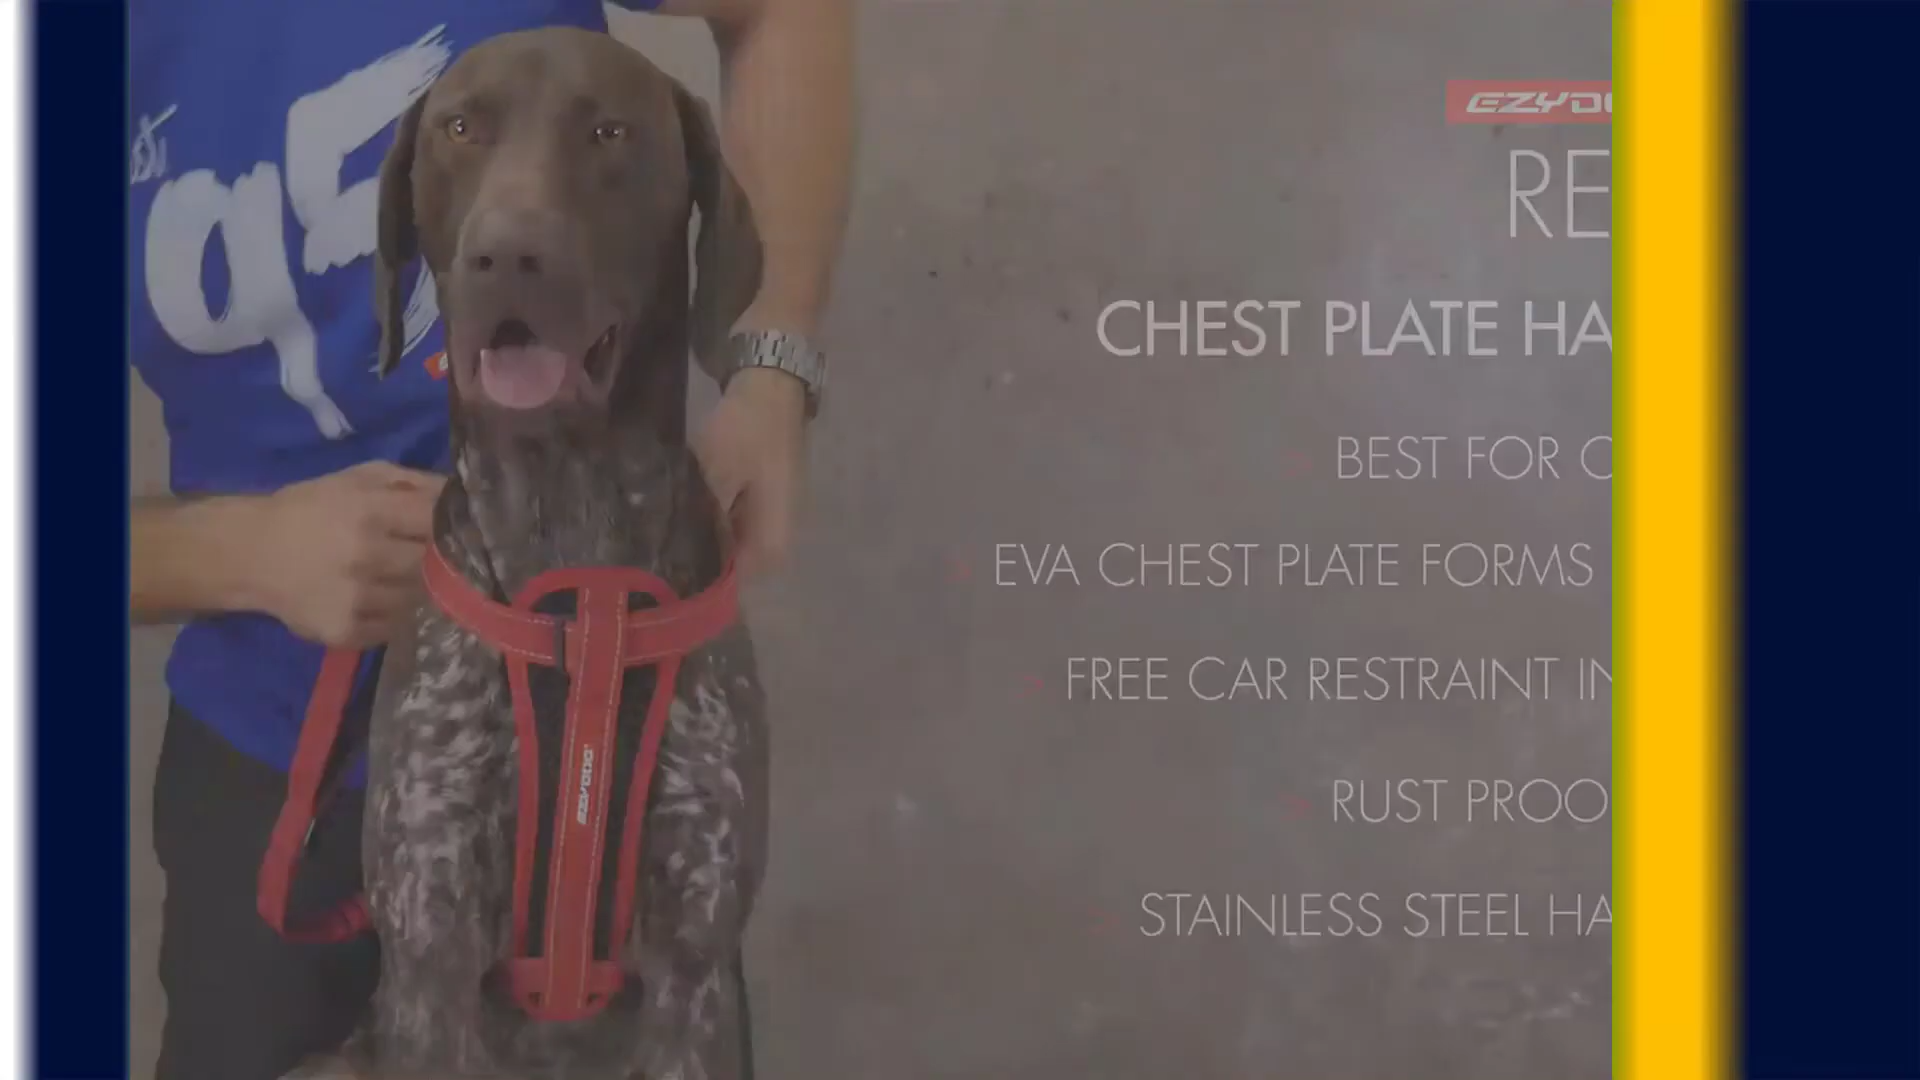 RE
CHEST PLATE HA
> BEST FOR
> EVA CHEST PLATE FORMS
> FREE CAR RESTRAINT IN
> RUST PROO
> STAINLESS STEEL HA
EZYDOG